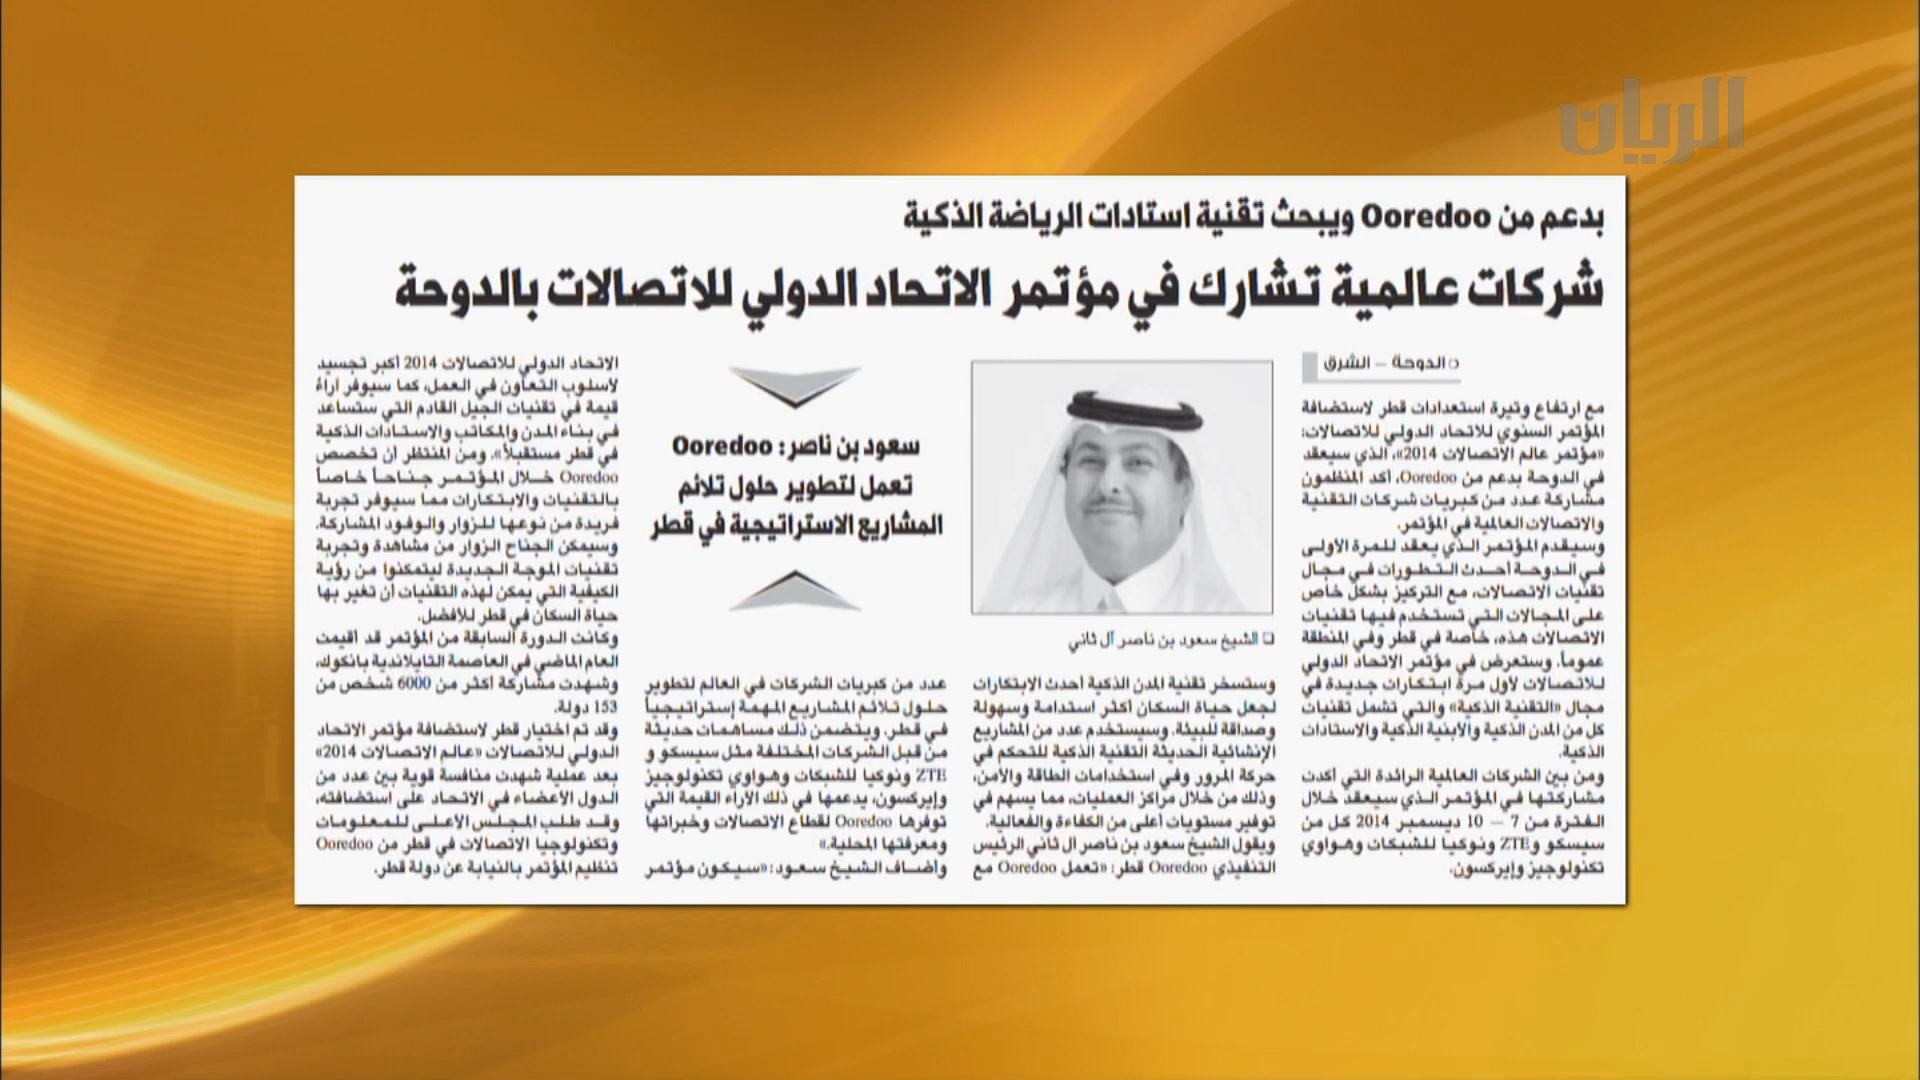 الريان
بدعم من Ooredoo ويبحث تقنية استادات الرياضة الذكية
شركات عالمية تشارك في مؤتمر الاتحاد الدولي للاتصالات بالدوحة
○ الدوحة – الشرق
مع ارتفاع وتيرة استعدادات قطر لاستضافة
المؤتمر السنوي للاتحاد الدولي للاتصالات:
«مؤتمر عالم الاتصالات 2014»، الذي سيعقد
في الدوحة بدعم من Ooredoo، أكد المنظمون
مشاركة عدد من كبريات شركات التقنية
والاتصالات العالمية في المؤتمر.
وسيقدم المؤتمر الذي يعقد للمرة الأولى
في الدوحة أحدث التطورات في مجال
تقنيات الاتصالات، مع التركيز بشكل خاص
على المجالات التي تستخدم فيها تقنيات
الاتصالات هذه، خاصة في قطر وفي المنطقة
عموماً. وستعرض في مؤتمر الاتحاد الدولي
للاتصالات لأول مرة ابتكارات جديدة في
مجال «التقنية الذكية» والتي تشمل تقنيات
كل من المدن الذكية والأبنية الذكية والاستادات
الذكية.
ومن بين الشركات العالمية الرائدة التي أكدت
مشاركتها في المؤتمر الذي سيعقد خلال
الفترة من 7 – 10 ديسمبر 2014 كل من
سيسكو وZTE ونوكيا للشبكات وهواوي
تكنولوجيز وإيركسون.
❑ الشيخ سعود بن ناصر آل ثاني
وستسخر تقنية المدن الذكية أحدث الابتكارات
لجعل حياة السكان أكثر استدامة وسهولة
وصداقة للبيئة. وسيستخدم عدد من المشاريع
الإنشائية الحديثة التقنية الذكية للتحكم في
حركة المرور وفي استخدامات الطاقة والأمن،
وذلك من خلال مراكز العمليات، مما يسهم في
توفير مستويات أعلى من الكفاءة والفعالية.
ويقول الشيخ سعود بن ناصر آل ثاني الرئيس
التنفيذي Ooredoo قطر: «تعمل Ooredoo مع
سعود بن ناصر: Ooredoo
تعمل لتطوير حلول تلائم
المشاريع الاستراتيجية في قطر
عدد من كبريات الشركات في العالم لتطوير
حلول تلائم المشاريع المهمة إستراتيجياً
في قطر. ويتضمن ذلك مساهمات حديثة
من قبل الشركات المختلفة مثل سيسكو و
ZTE ونوكيا للشبكات وهواوي تكنولوجيز
وإيركسون، يدعمها في ذلك الآراء القيمة التي
توفرها Ooredoo لقطاع الاتصالات وخبراتها
ومعرفتها المحلية.»
وأضاف الشيخ سعود: «سيكون مؤتمر
الاتحاد الدولي للاتصالات 2014 أكبر تجسيد
لأسلوب التعاون في العمل، كما سيوفر آراءً
قيمة في تقنيات الجيل القادم التي ستساعد
في بناء المدن والمكاتب والاستادات الذكية
في قطر مستقبلاً». ومن المنتظر أن تخصص
Ooredoo خلال المؤتمر جناحاً خاصاً
بالتقنيات والابتكارات مما سيوفر تجربة
فريدة من نوعها للزوار والوفود المشاركة.
وسيمكن الجناح الزوار من مشاهدة وتجربة
تقنيات الموجة الجديدة ليتمكنوا من رؤية
الكيفية التي يمكن لهذه التقنيات أن تغير بها
حياة السكان في قطر للأفضل.
وكانت الدورة السابقة من المؤتمر قد أقيمت
العام الماضي في العاصمة التايلاندية بانكوك،
وشهدت مشاركة أكثر من 6000 شخص من
153 دولة.
وقد تم اختيار قطر لاستضافة مؤتمر الاتحاد
الدولي للاتصالات «عالم الاتصالات 2014»
بعد عملية شهدت منافسة قوية بين عدد من
الدول الأعضاء في الاتحاد على استضافته،
وقد طلب المجلس الأعلى للمعلومات
وتكنولوجيا الاتصالات في قطر من Ooredoo
تنظيم المؤتمر بالنيابة عن دولة قطر.